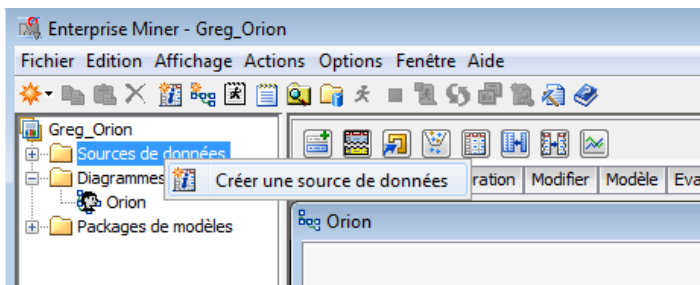 Enterprise Miner - Greg_Orion
Fichier Edition Affichage Actions Options Fenêtre Aide
Greg_Orion
Sources de données
Diagrammes
Créer une source de données
ration Modifier Modèle Eva
Orion
Packages de modèles
Orion